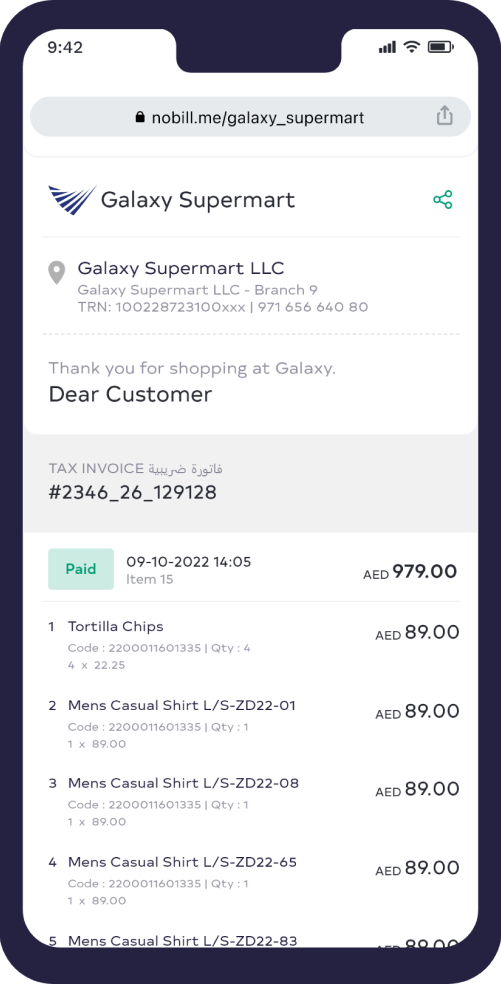 9:42
nobill.me/galaxy_supermart
Galaxy Supermart
Galaxy Supermart LLC
Galaxy Supermart LLC - Branch 9
TRN: 100228723100xxx | 971 656 640 80
Thank you for shopping at Galaxy.
Dear Customer
TAX INVOICE فاتورة ضريبية
#2346_26_129128
Paid 09-10-2022 14:05 AED 979.00
Item 15
1 Tortilla Chips AED 89.00
Code : 2200011601335 | Qty : 4
4 x 22.25
2 Mens Casual Shirt L/S-ZD22-01 AED 89.00
Code : 2200011601335 | Qty : 1
1 x 89.00
3 Mens Casual Shirt L/S-ZD22-08 AED 89.00
Code : 2200011601335 | Qty : 1
1 x 89.00
4 Mens Casual Shirt L/S-ZD22-65 AED 89.00
Code : 2200011601335 | Qty : 1
1 x 89.00
5 Mens Casual Shirt L/S-ZD22-83 AED 89.00